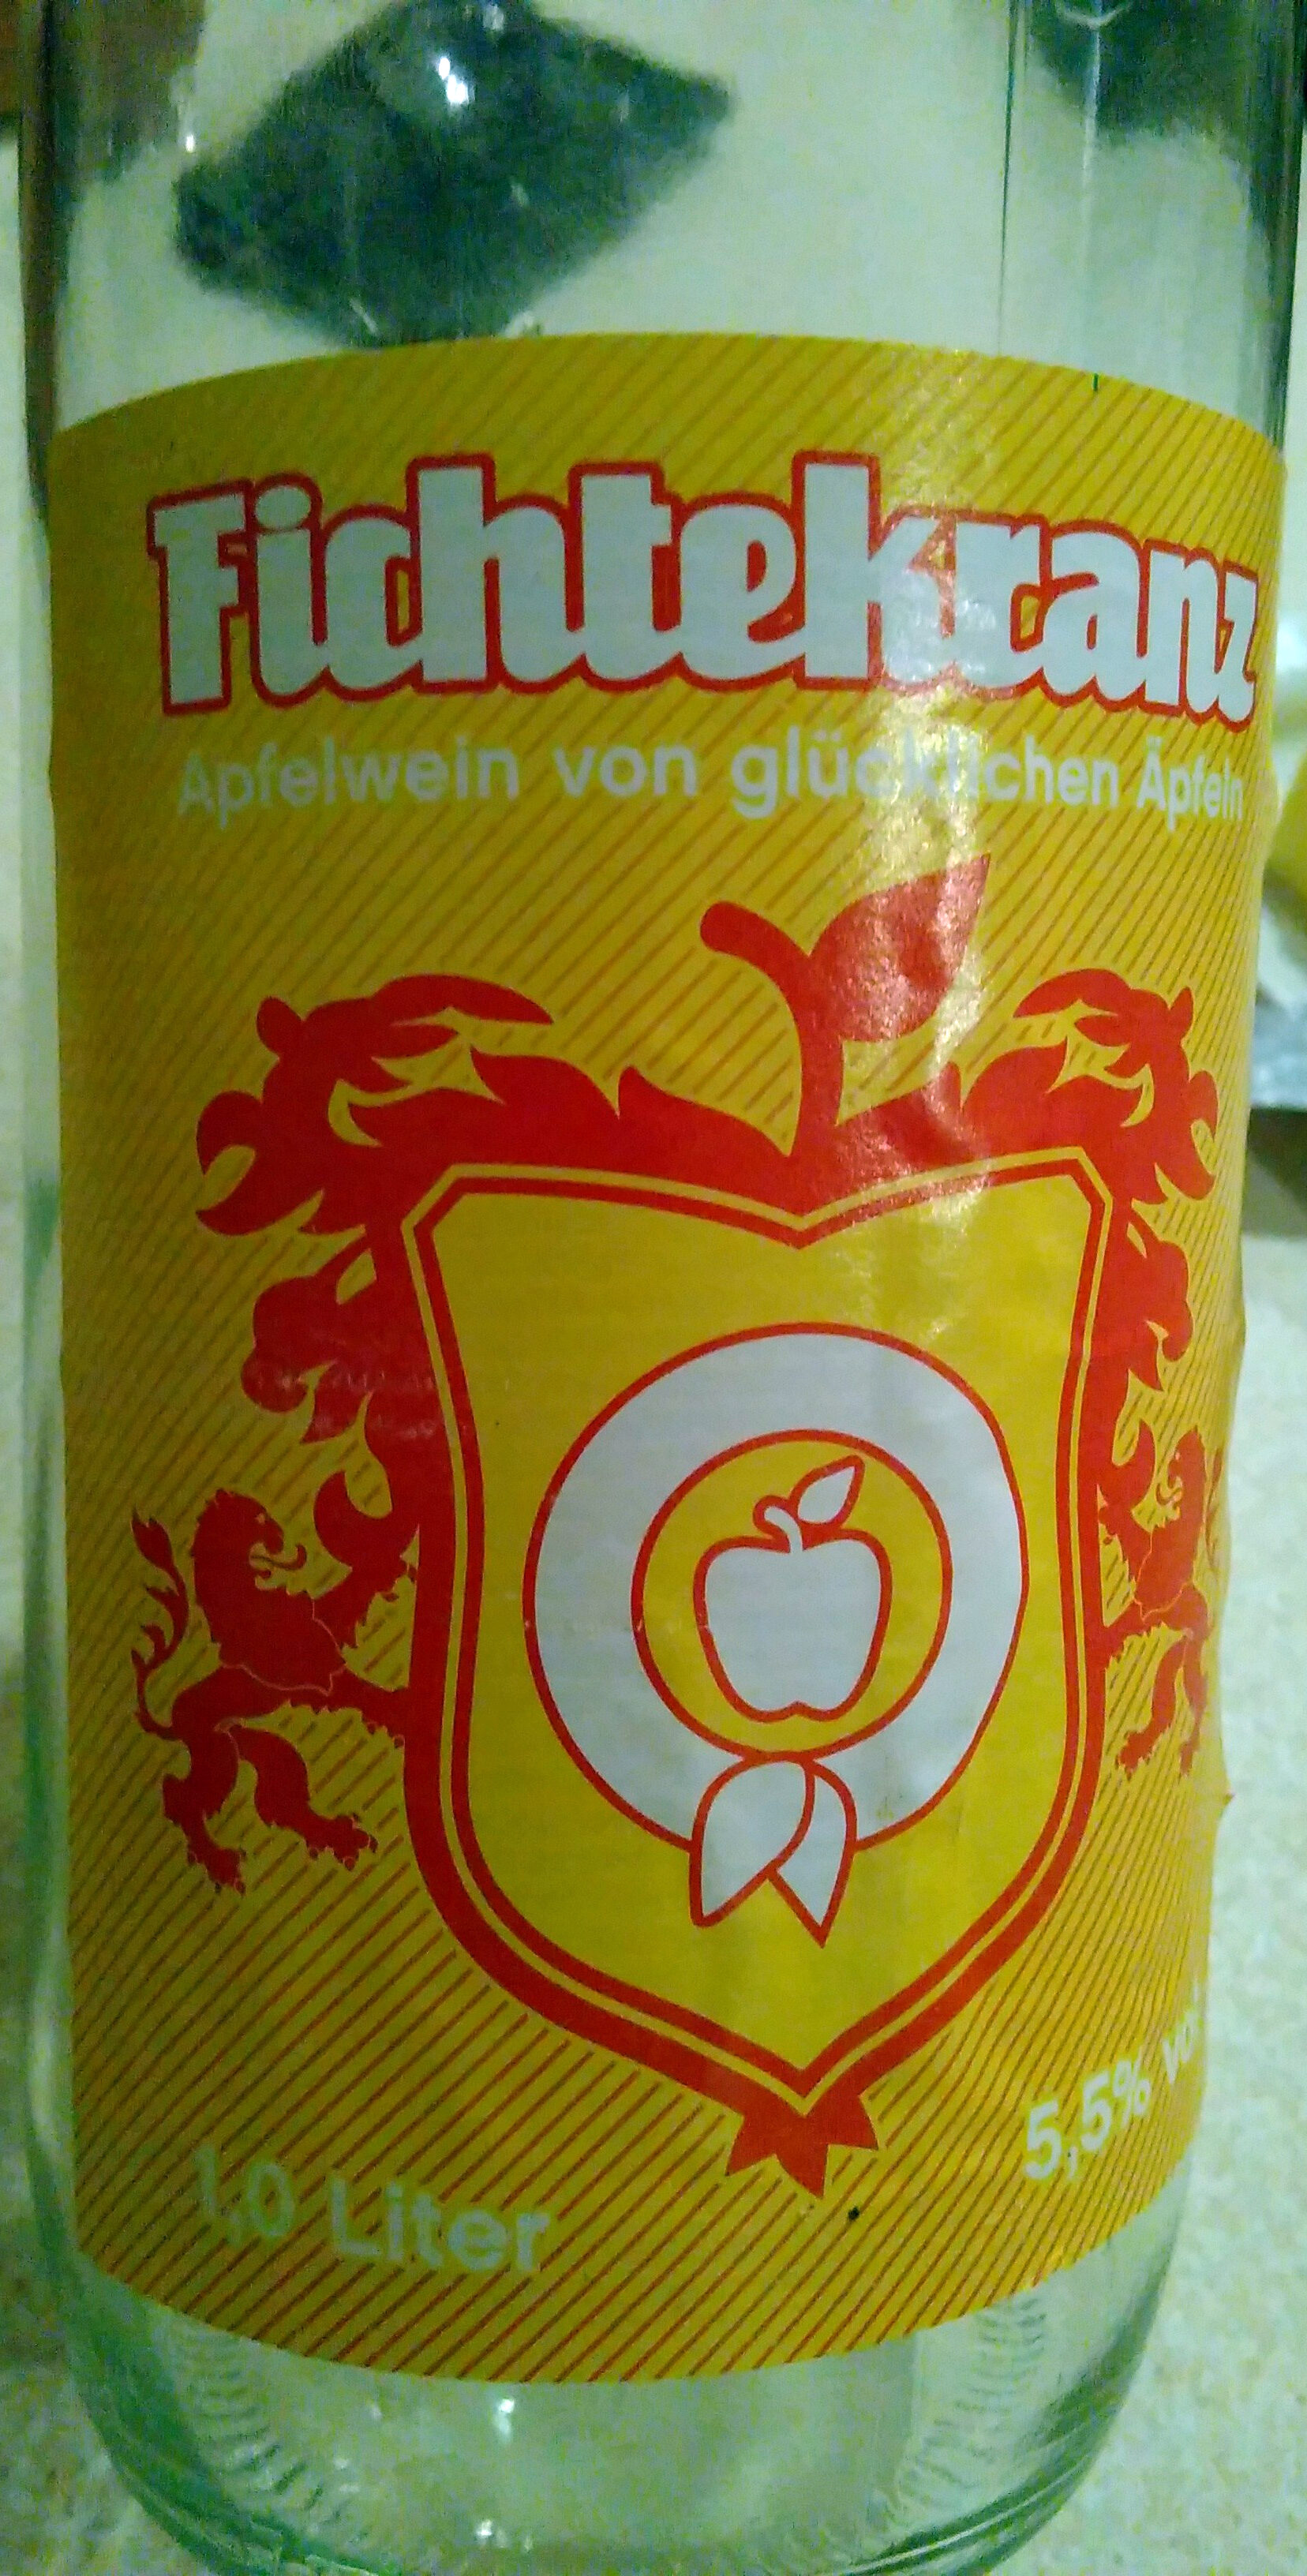 Fichtekranz
Apfelwein von glücklichen Äpfeln
5,5% vol
1,0 Liter